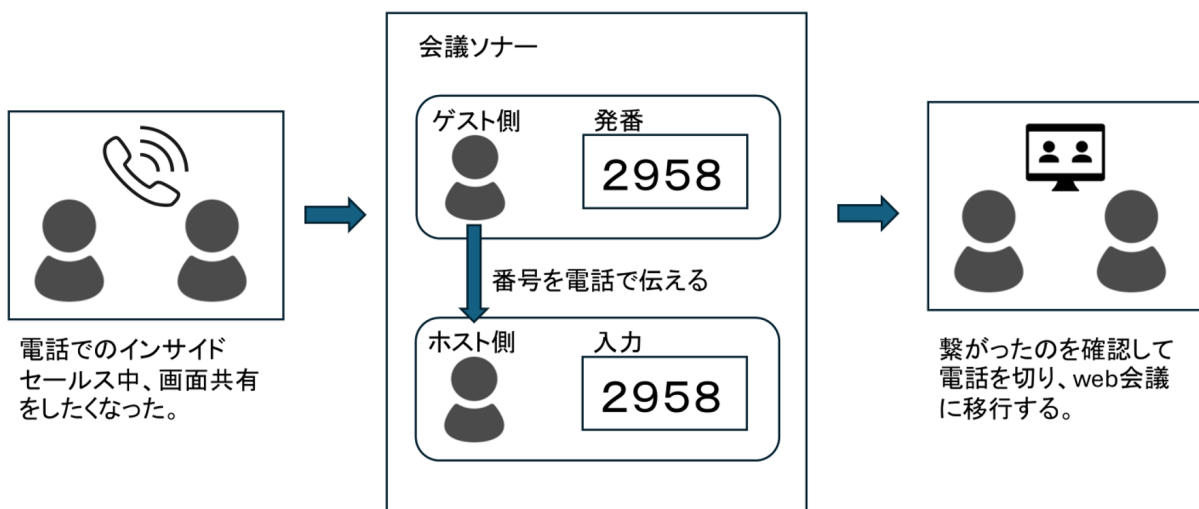 電話でのインサイド
セールス中、画面共有
をしたくなった。
会議ソナー
ゲスト側
発番
2958
番号を電話で伝える
ホスト側
入力
2958
繋がったのを確認して
電話を切り、web会議
に移行する。